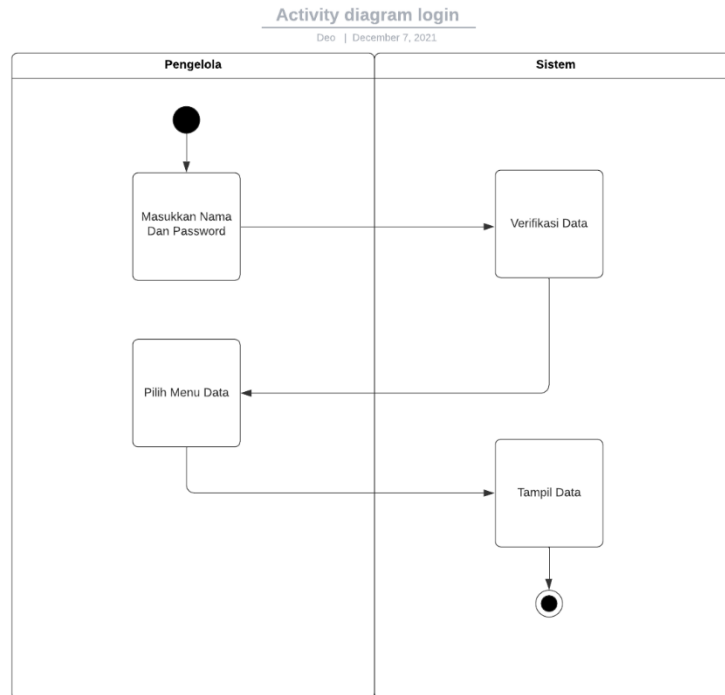 Activity diagram login
Deo | December 7, 2021
Pengelola
Sistem
Masukkan Nama
Dan Password
Verifikasi Data
Pilih Menu Data
Tampil Data